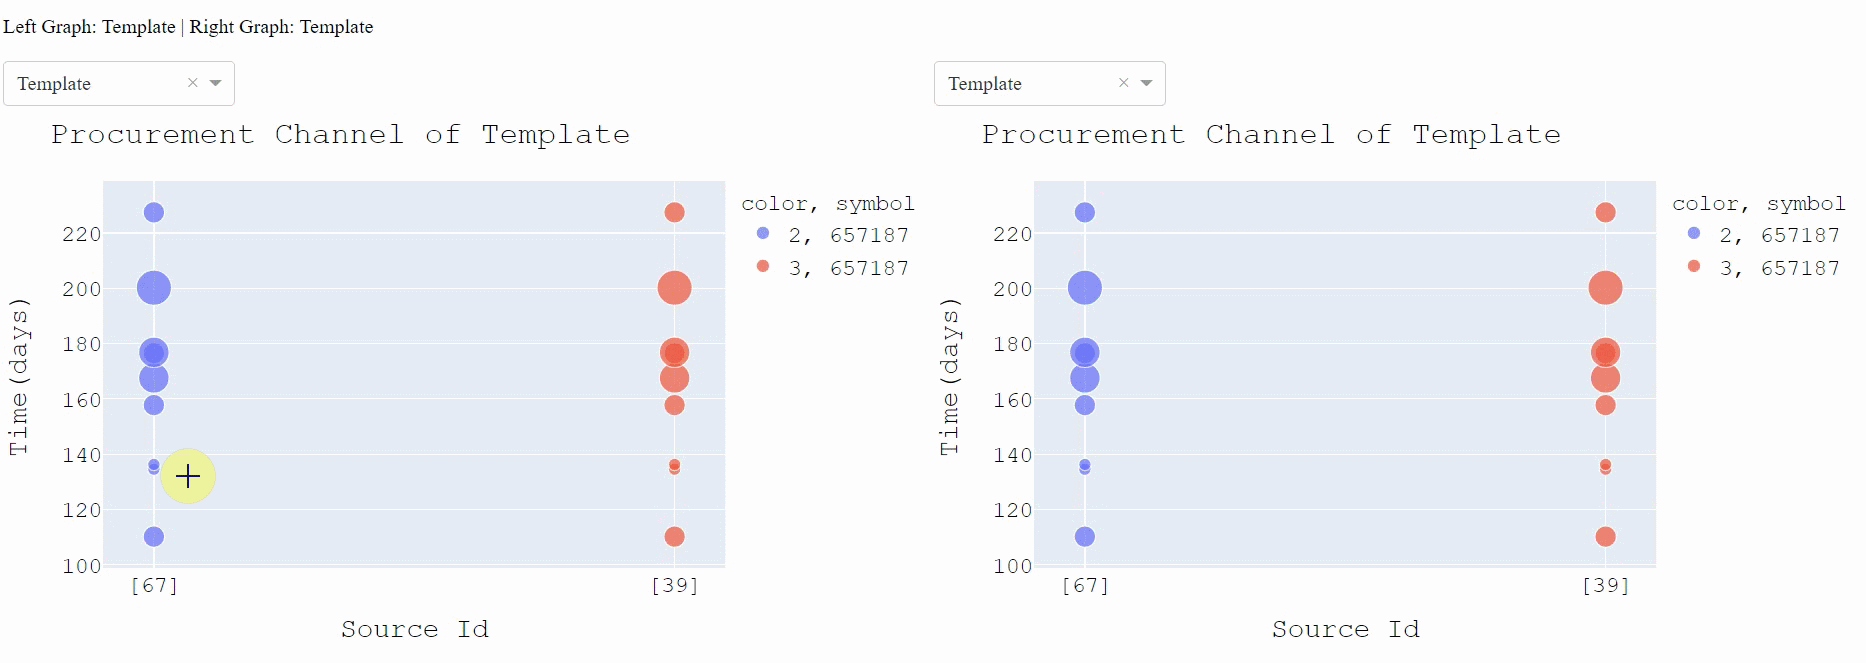 Left Graph: Template | Right Graph: Template
Template × 
Procurement Channel of Template
color, symbol
2, 657187
3, 657187
Time(days)
220
200
180
160
140
120
100
[67]
[39]
Source Id
Template ×
Procurement Channel of Template
color, symbol
2, 657187
3, 657187
Time(days)
220
200
180
160
140
120
100
[67]
[39]
Source Id